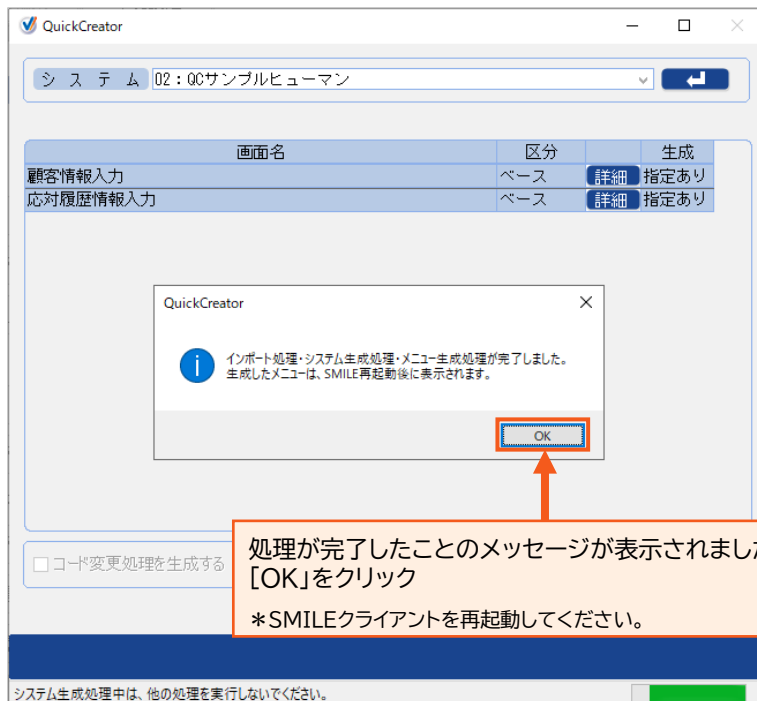 QuickCreator
システム 02：QCサンプルヒューマン
画面名 区分 生成
顧客情報入力 ベース 詳細 指定あり
応対履歴情報入力 ベース 詳細 指定あり
QuickCreator
インポート処理・システム生成処理・メニュー生成処理が完了しました。
生成したメニューは、SMILE再起動後に表示されます。
OK
処理が完了したことのメッセージが表示されまし
[OK」をクリック
＊SMILEクライアントを再起動してください。
コード変更処理を生成する
システム生成処理中は、他の処理を実行しないでください。